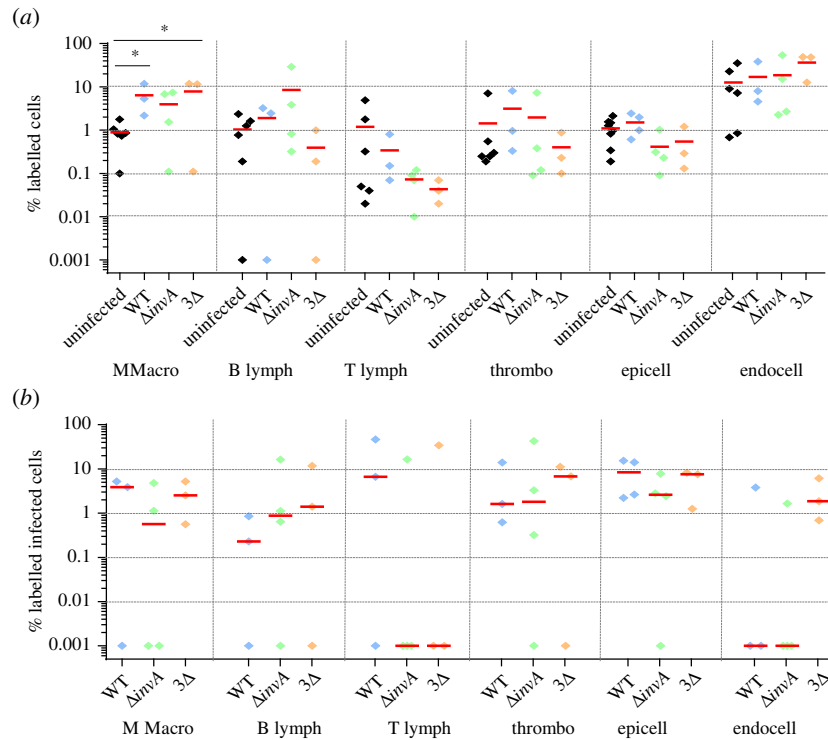 (a)
* *
100
10
1
0.1
0.01
0.001
% labelled cells
uninfected WT ΔinvA 3Δ uninfected WT ΔinvA 3Δ uninfected WT ΔinvA 3Δ uninfected WT ΔinvA 3Δ uninfected WT ΔinvA 3Δ uninfected WT ΔinvA 3Δ
MMacro B lymph T lymph thrombo epicell endocell
(b)
100
10
1
0.1
0.01
0.001
% labelled infected cells
WT ΔinvA 3Δ WT ΔinvA 3Δ WT ΔinvA 3Δ WT ΔinvA 3Δ WT ΔinvA 3Δ WT ΔinvA 3Δ
M Macro B lymph T lymph thrombo epicell endocell